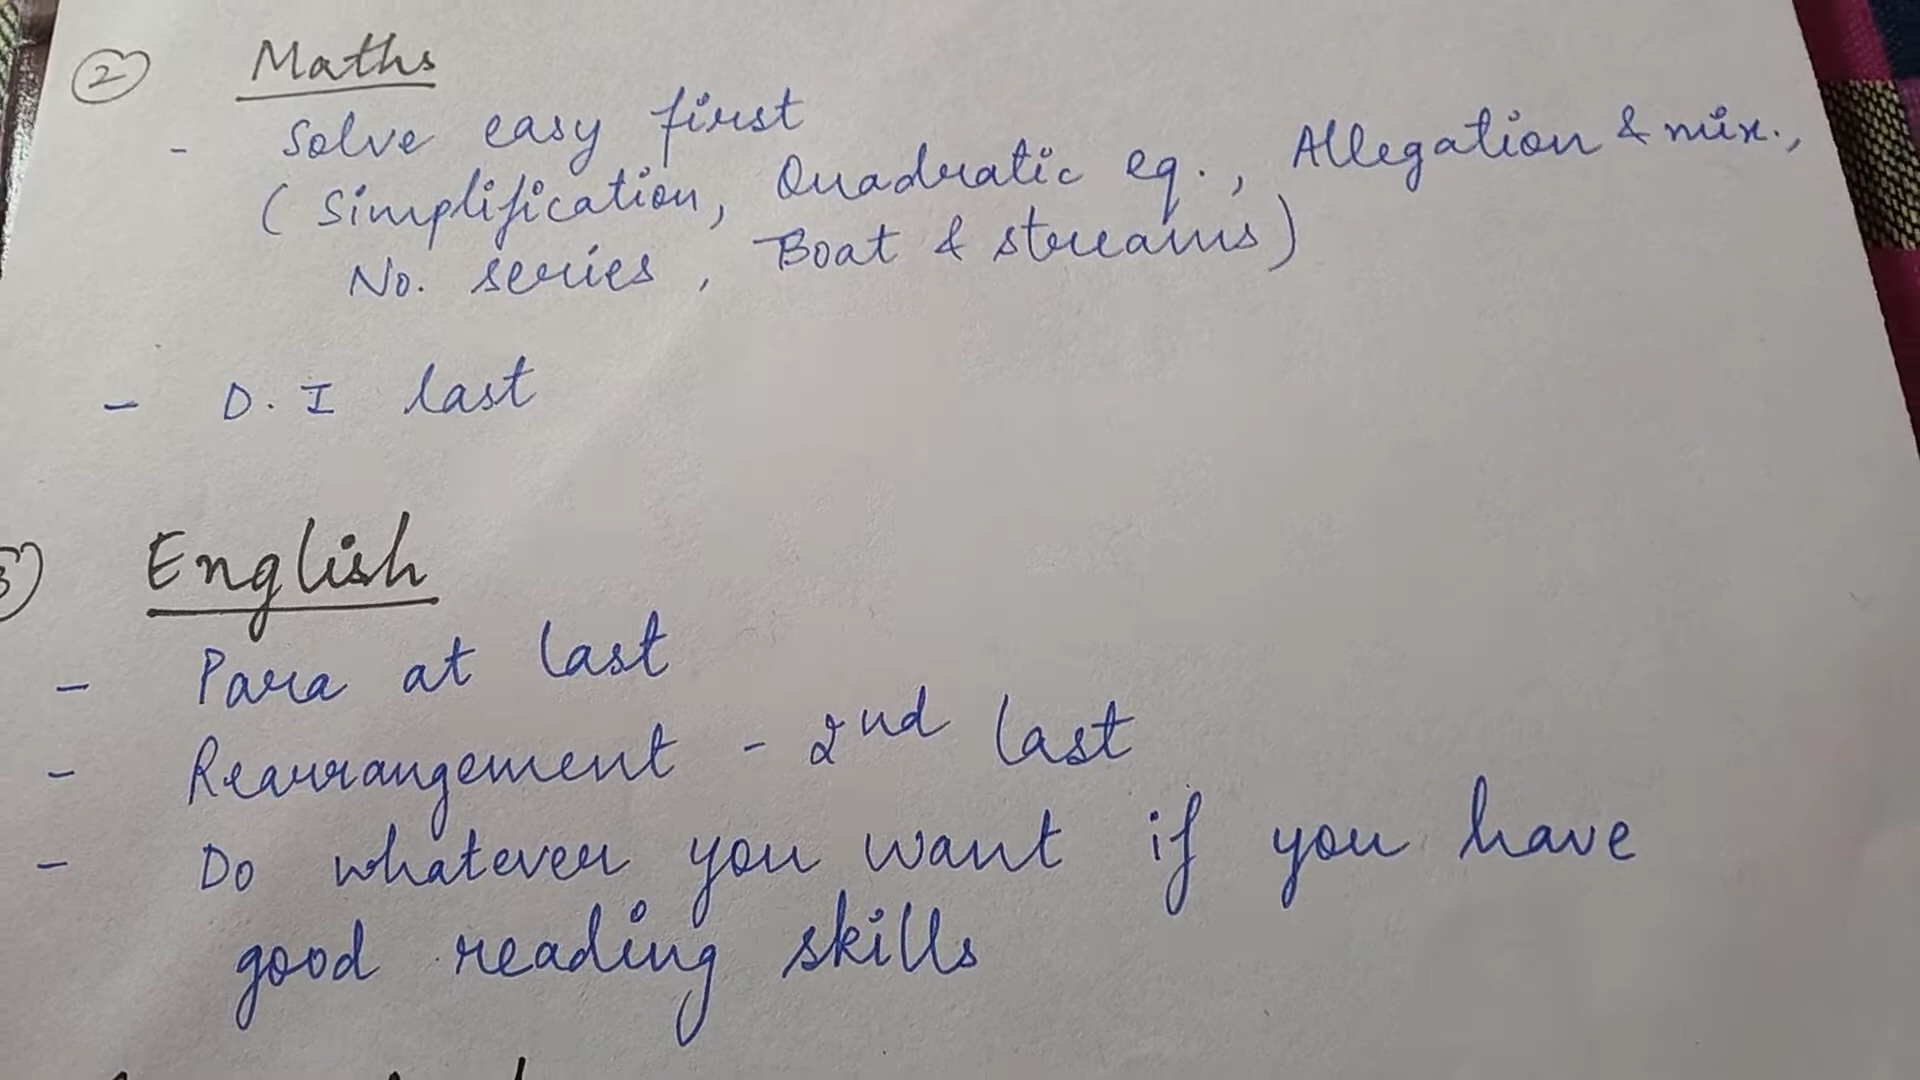 ② Maths
- Solve easy first
( Simplification, Quadratic eq., Allegation & mix.,
No. series, Boat & streams)
- D. I last
3) English
- Para at last
- Rearrangement - 2nd last
- Do whatever you want if you have
good reading skills